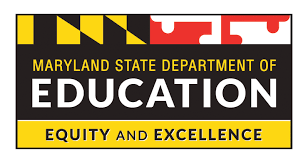 MARYLAND STATE DEPARTMENT OF
EDUCATION
EQUITY AND EXCELLENCE